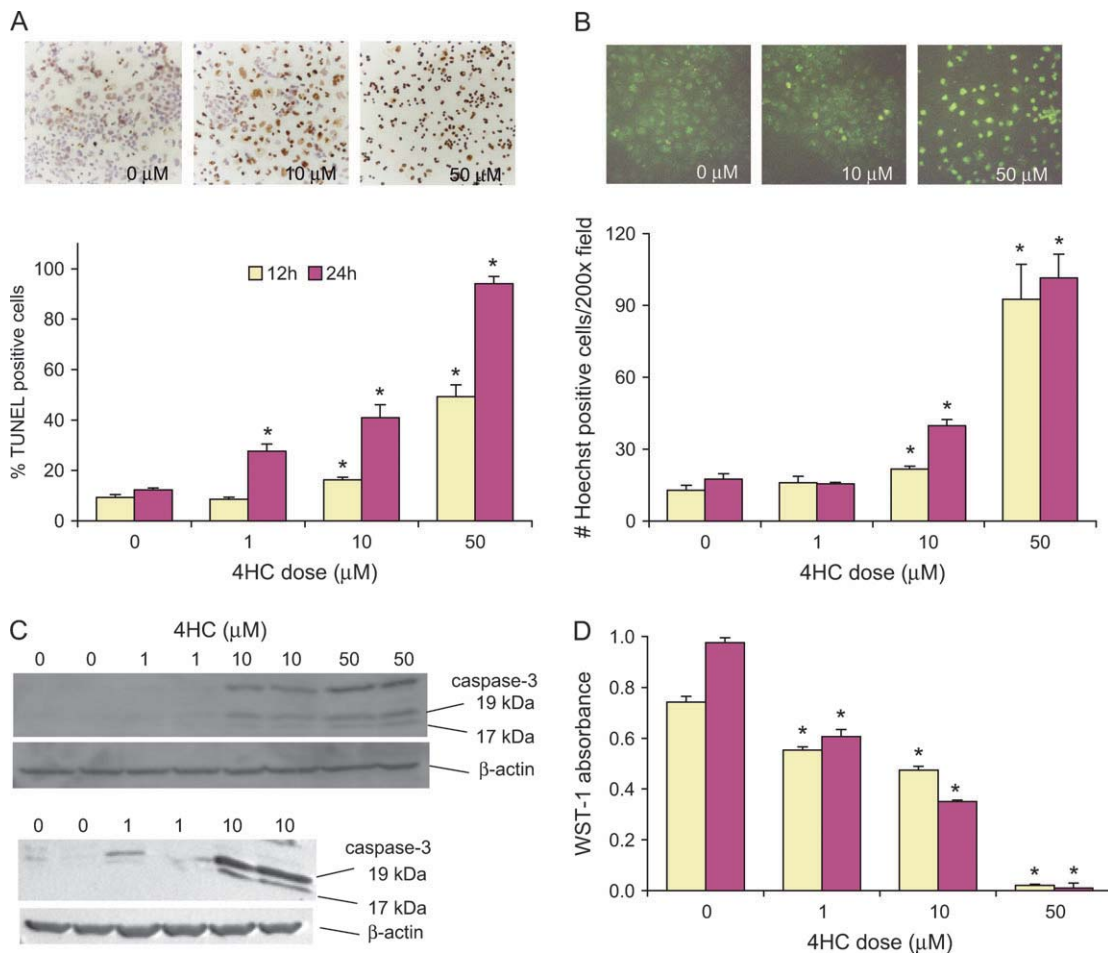 A
0 μM
10 μM
50 μM
% TUNEL positive cells
100
80
60
40
20
0
12h
24h
*
*
*
*
*
0
1
10
50
4HC dose (μM)
B
0 μM
10 μM
50 μM
# Hoechst positive cells/200x field
120
90
60
30
0
*
*
*
*
0
1
10
50
4HC dose (μM)
C
4HC (μM)
0 0 1 1 10 10 50 50
caspase-3
19 kDa
17 kDa
β-actin
0 0 1 1 10 10
caspase-3
19 kDa
17 kDa
β-actin
D
WST-1 absorbance
1.0
0.8
0.6
0.4
0.2
0.0
*
*
*
*
*
*
0
1
10
50
4HC dose (μM)